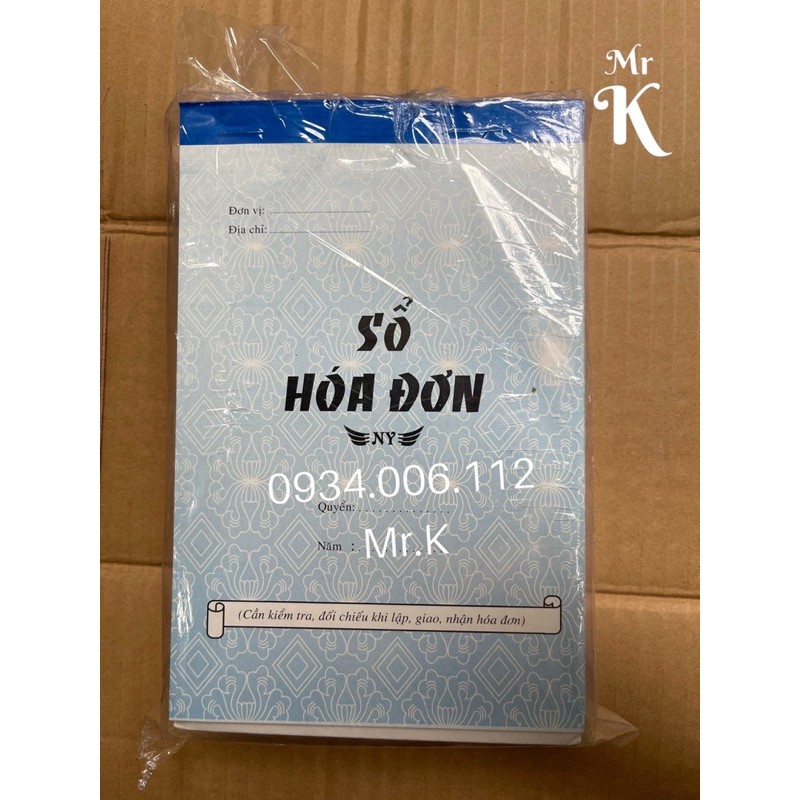 Mr
K
Đơn vị:
Địa chỉ:
SỔ
HÓA ĐƠN
NY
0934.006.112
Quyển:
Năm :
Mr.K
(Cần kiểm tra, đối chiếu khi lập, giao, nhận hóa đơn)